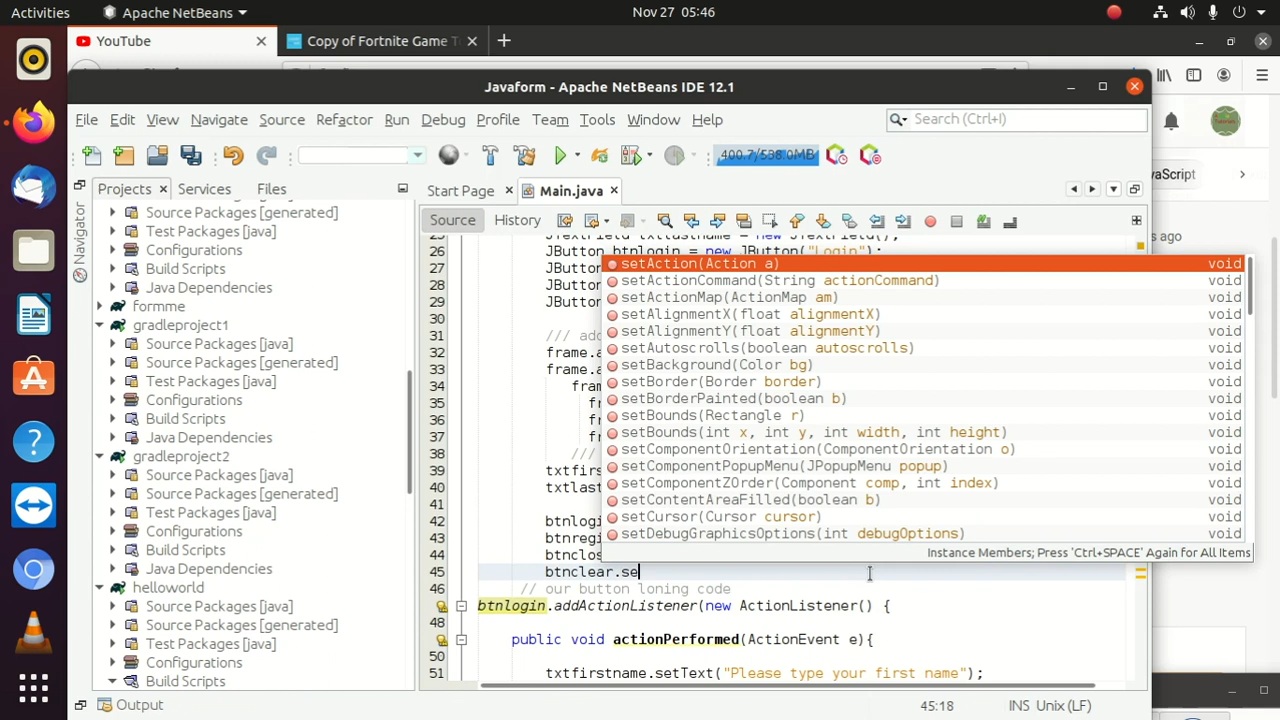 Activities
Apache NetBeans
Nov 27 05:46
YouTube
Copy of Fortnite Game T
Javaform - Apache NetBeans IDE 12.1
File Edit View Navigate Source Refactor Run Debug Profile Team Tools Window Help
Search (Ctrl+I)
400.7/538.0MB
vaScript
Projects Services Files
Start Page Main.java
Navigator
Source History
s ago
Source Packages [generated]
Test Packages [java]
Configurations
Build Scripts
Java Dependencies
formme
gradleproject1
Source Packages [java]
Source Packages [generated]
Test Packages [java]
Configurations
Build Scripts
Java Dependencies
gradleproject2
Source Packages [java]
Source Packages [generated]
Test Packages [java]
Configurations
Build Scripts
Java Dependencies
helloworld
Source Packages [java]
Source Packages [generated]
Test Packages [java]
Configurations
Build Scripts
25 JTextField txtlastname = new JTextField();
26 JButton btnlogin = new JButton("Login");
27 JButton
28 JButton
29 JButto
30
31 /// ad
32 frame.a
33 frame.a
34 fram
35 f
36 f
37 f
38 ///
39 txtfirs
40 txtlas
42 btnlogi
43 btnregi
44 btnclos
45 btnclear.se
46 // our button loning code
btnlogin.addActionListener(new ActionListener() {
48
public void actionPerformed(ActionEvent e){
50
51 txtfirstname.setText("Please type your first name");
setAction(Action a) void
setActionCommand(String actionCommand) void
setActionMap(ActionMap am) void
setAlignmentX(float alignmentX) void
setAlignmentY(float alignmentY) void
setAutoscrolls(boolean autoscrolls) void
setBackground(Color bg) void
setBorder(Border border) void
setBorderPainted(boolean b) void
setBounds(Rectangle r) void
setBounds(int x, int y, int width, int height) void
setComponentOrientation(ComponentOrientation o) void
setComponentPopupMenu(JPopupMenu popup) void
setComponentZOrder(Component comp, int index) void
setContentAreaFilled(boolean b) void
setCursor(Cursor cursor) void
setDebugGraphicsOptions(int debugOptions) void
Instance Members; Press 'Ctrl+SPACE' Again for All Items
Output
45:18
INS Unix (LF)